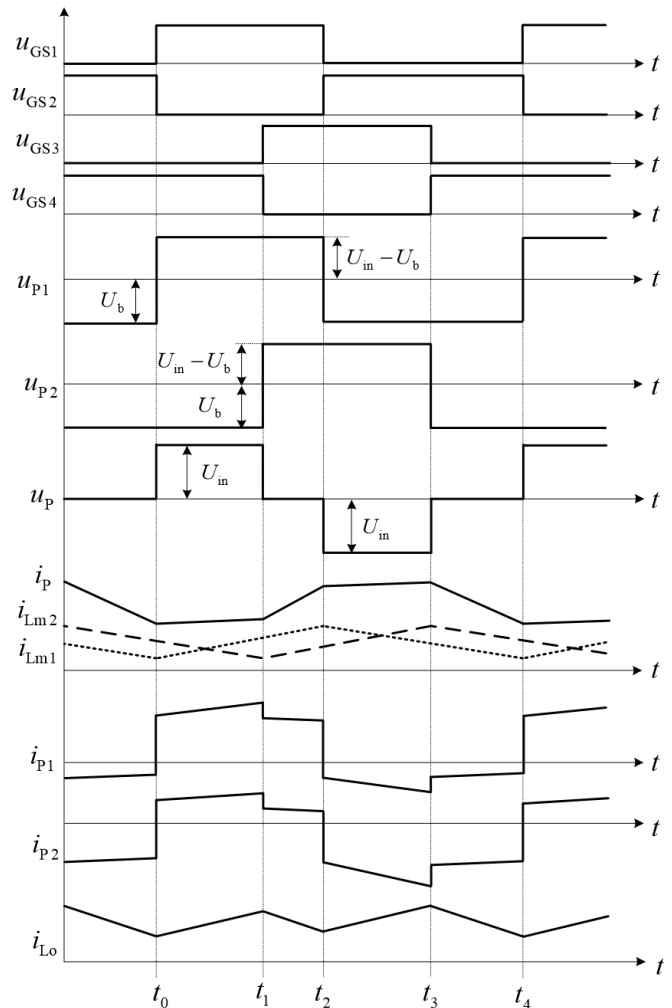 u_GS1
t
u_GS2
t
u_GS3
t
u_GS4
t
u_P1
U_b
U_in − U_b
t
u_P2
U_in − U_b
U_b
t
u_P
U_in
U_in
t
i_P
i_Lm2
i_Lm1
t
i_P1
t
i_P2
t
i_Lo
t
t_0 t_1 t_2 t_3 t_4